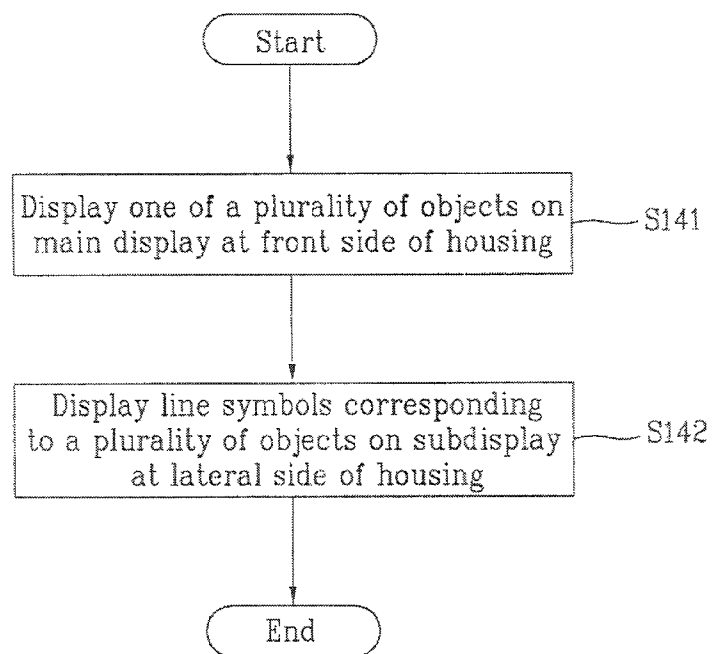 Start
Display one of a plurality of objects on
main display at front side of housing
S141
Display line symbols corresponding
to a plurality of objects on subdisplay
at lateral side of housing
S142
End